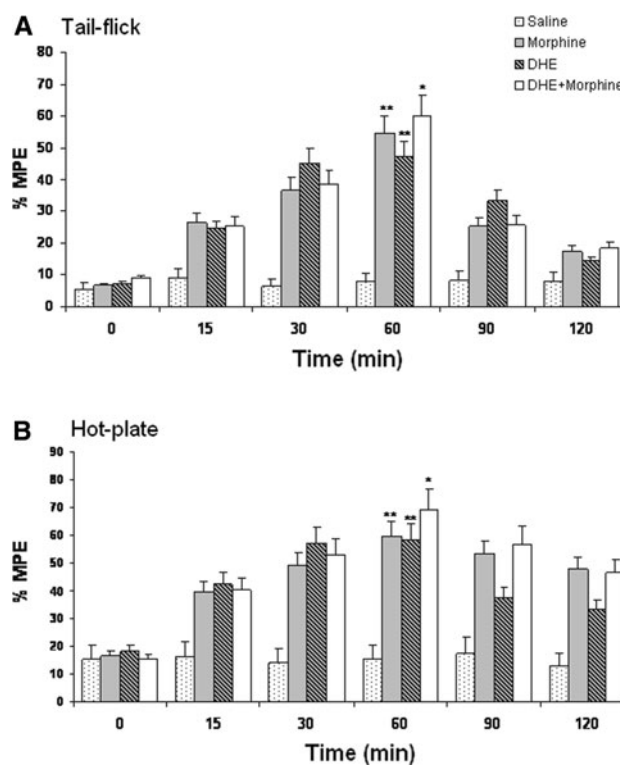 A Tail-flick
Saline
Morphine
DHE
DHE+Morphine
80
70
60
50
40
30
20
10
0
% MPE
** ** *
0 15 30 60 90 120
Time (min)
B Hot-plate
90
80
70
60
50
40
30
20
10
0
% MPE
** ** *
0 15 30 60 90 120
Time (min)